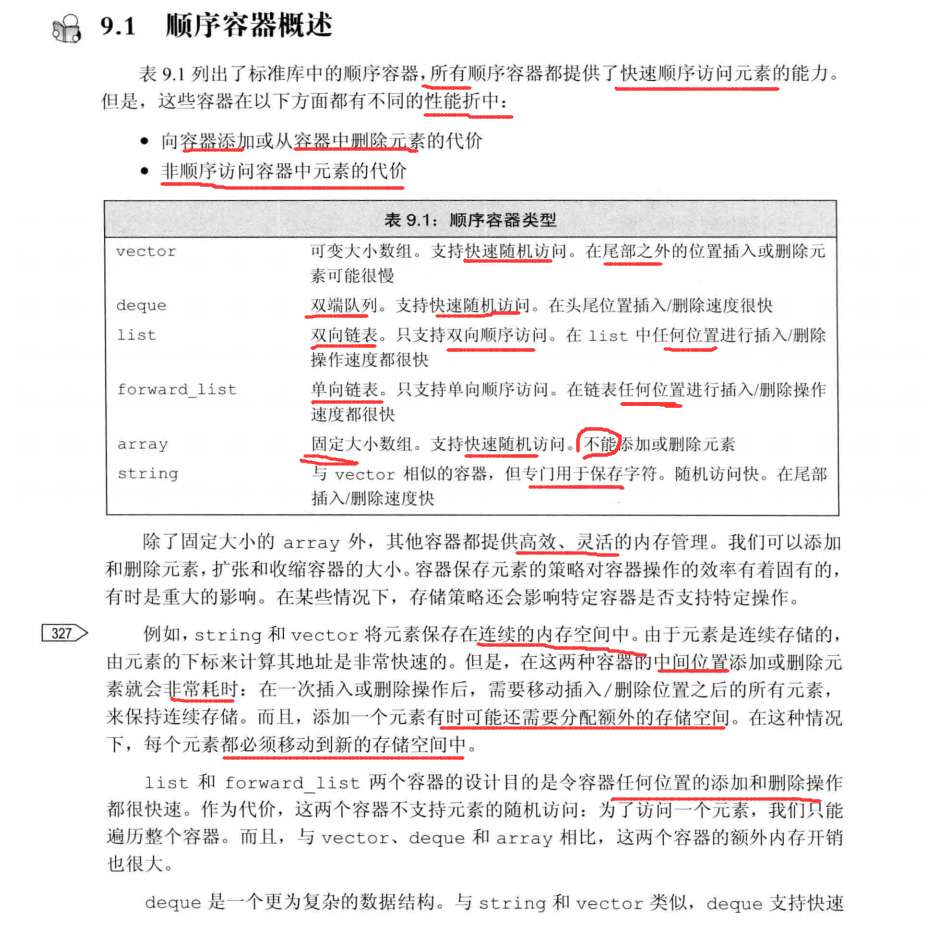 9.1 顺序容器概述
表 9.1 列出了标准库中的顺序容器,所有顺序容器都提供了快速顺序访问元素的能力。
但是，这些容器在以下方面都有不同的性能折中：
• 向容器添加或从容器中删除元素的代价
• 非顺序访问容器中元素的代价
表 9.1：顺序容器类型
vector 可变大小数组。支持快速随机访问。在尾部之外的位置插入或删除元
素可能很慢
deque 双端队列。支持快速随机访问。在头尾位置插入/删除速度很快
list 双向链表。只支持双向顺序访问。在 list 中任何位置进行插入/删除
操作速度都很快
forward_list 单向链表。只支持单向顺序访问。在链表任何位置进行插入/删除操作
速度都很快
array 固定大小数组。支持快速随机访问。不能添加或删除元素
string 与 vector 相似的容器，但专门用于保存字符。随机访问快。在尾部
插入/删除速度快
除了固定大小的 array 外，其他容器都提供高效、灵活的内存管理。我们可以添加
和删除元素,扩张和收缩容器的大小。容器保存元素的策略对容器操作的效率有着固有的，
有时是重大的影响。在某些情况下，存储策略还会影响特定容器是否支持特定操作。
327
例如，string 和 vector 将元素保存在连续的内存空间中。由于元素是连续存储的，
由元素的下标来计算其地址是非常快速的。但是，在这两种容器的中间位置添加或删除元
素就会非常耗时：在一次插入或删除操作后，需要移动插入/删除位置之后的所有元素，
来保持连续存储。而且，添加一个元素有时可能还需要分配额外的存储空间。在这种情况
下，每个元素都必须移动到新的存储空间中。
list 和 forward_list 两个容器的设计目的是令容器任何位置的添加和删除操作
都很快速。作为代价，这两个容器不支持元素的随机访问：为了访问一个元素，我们只能
遍历整个容器。而且，与 vector、deque 和 array 相比，这两个容器的额外内存开销
也很大。
deque 是一个更为复杂的数据结构。与 string 和 vector 类似，deque 支持快速